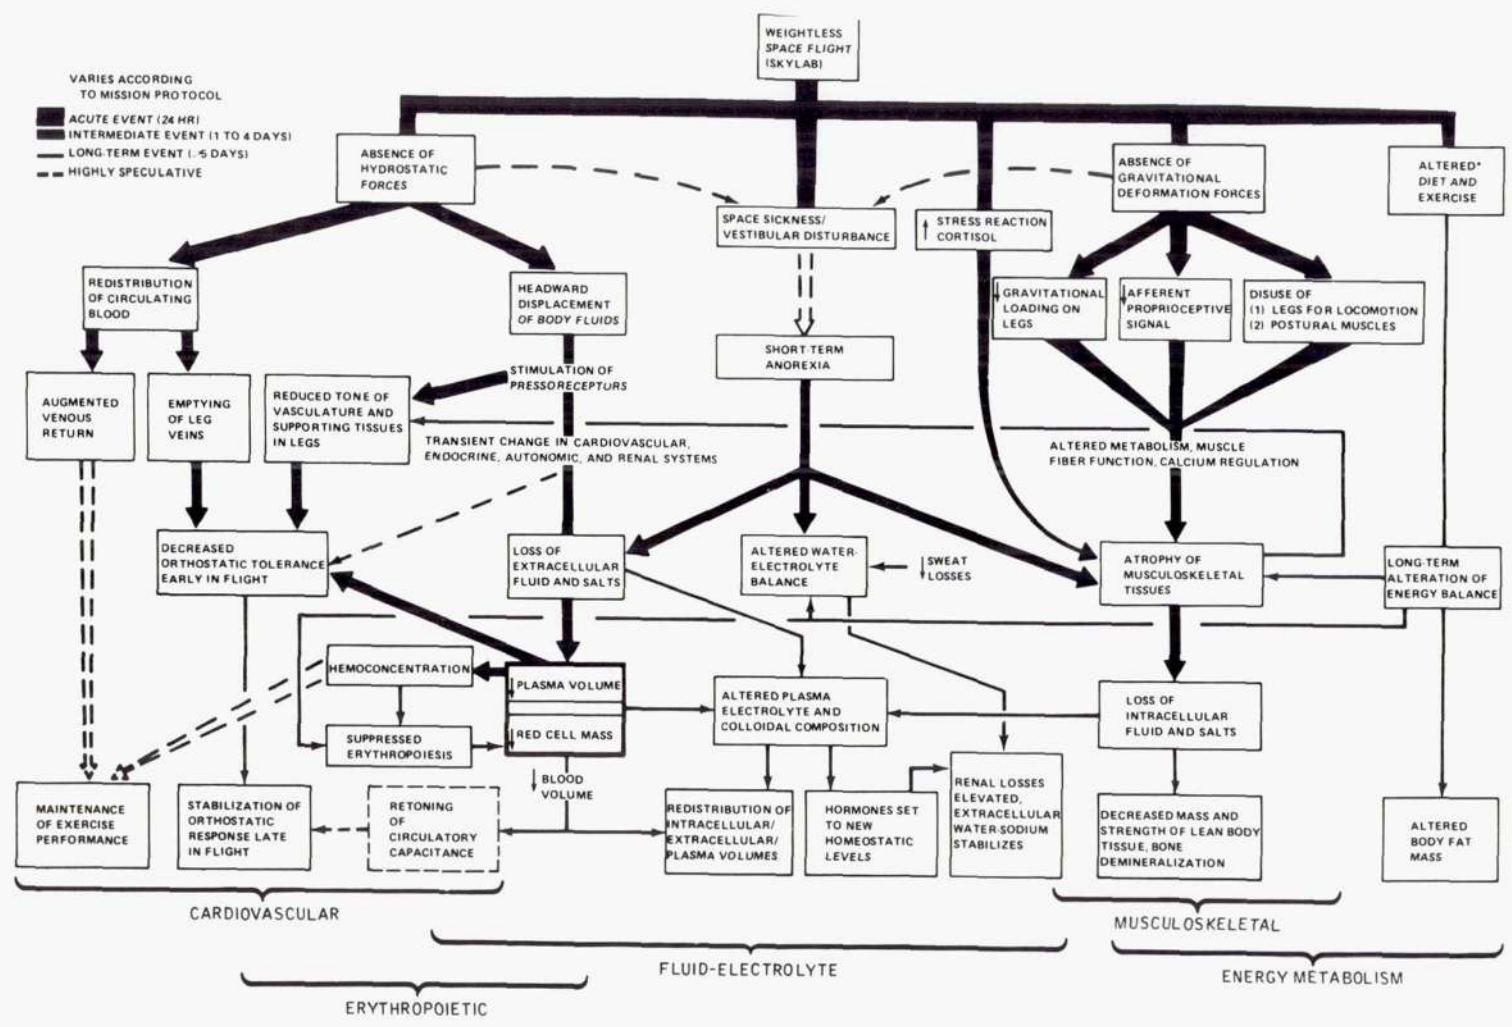 WEIGHTLESS
SPACE FLIGHT
(SKYLAB)
VARIES ACCORDING
TO MISSION PROTOCOL
ACUTE EVENT (24 HR)
INTERMEDIATE EVENT (1 TO 4 DAYS)
LONG-TERM EVENT ( 5 DAYS)
HIGHLY SPECULATIVE
ABSENCE OF
HYDROSTATIC
FORCES
ABSENCE OF
GRAVITATIONAL
DEFORMATION FORCES
ALTERED*
DIET AND
EXERCISE
SPACE SICKNESS/
VESTIBULAR DISTURBANCE
↑ STRESS REACTION
CORTISOL
REDISTRIBUTION
OF CIRCULATING
BLOOD
HEADWARD
DISPLACEMENT
OF BODY FLUIDS
↓ GRAVITATIONAL
LOADING ON
LEGS
↓ AFFERENT
PROPRIOCEPTIVE
SIGNAL
DISUSE OF
(1) LEGS FOR LOCOMOTION
(2) POSTURAL MUSCLES
SHORT-TERM
ANOREXIA
AUGMENTED
VENOUS
RETURN
EMPTYING
OF LEG
VEINS
REDUCED TONE OF
VASCULATURE AND
SUPPORTING TISSUES
IN LEGS
STIMULATION OF
PRESSORECEPTURS
TRANSIENT CHANGE IN CARDIOVASCULAR,
ENDOCRINE, AUTONOMIC, AND RENAL SYSTEMS
ALTERED METABOLISM, MUSCLE
FIBER FUNCTION, CALCIUM REGULATION
DECREASED
ORTHOSTATIC TOLERANCE
EARLY IN FLIGHT
LOSS OF
EXTRACELLULAR
FLUID AND SALTS
ALTERED WATER-
ELECTROLYTE
BALANCE
↓ SWEAT
LOSSES
ATROPHY OF
MUSCULOSKELETAL
TISSUES
LONG-TERM
ALTERATION OF
ENERGY BALANCE
HEMOCONCENTRATION
↓ PLASMA VOLUME
↓ RED CELL MASS
SUPPRESSED
ERYTHROPOIESIS
ALTERED PLASMA
ELECTROLYTE AND
COLLOIDAL COMPOSITION
LOSS OF
INTRACELLULAR
FLUID AND SALTS
↓ BLOOD
VOLUME
MAINTENANCE
OF EXERCISE
PERFORMANCE
STABILIZATION OF
ORTHOSTATIC
RESPONSE LATE
IN FLIGHT
RETONING
OF
CIRCULATORY
CAPACITANCE
REDISTRIBUTION OF
INTRACELLULAR/
EXTRACELLULAR/
PLASMA VOLUMES
HORMONES SET
TO NEW
HOMEOSTATIC
LEVELS
RENAL LOSSES
ELEVATED,
EXTRACELLULAR
WATER-SODIUM
STABILIZES
DECREASED MASS AND
STRENGTH OF LEAN BODY
TISSUE, BONE
DEMINERALIZATION
ALTERED
BODY FAT
MASS
CARDIOVASCULAR
MUSCULOSKELETAL
FLUID-ELECTROLYTE
ENERGY METABOLISM
ERYTHROPOIETIC